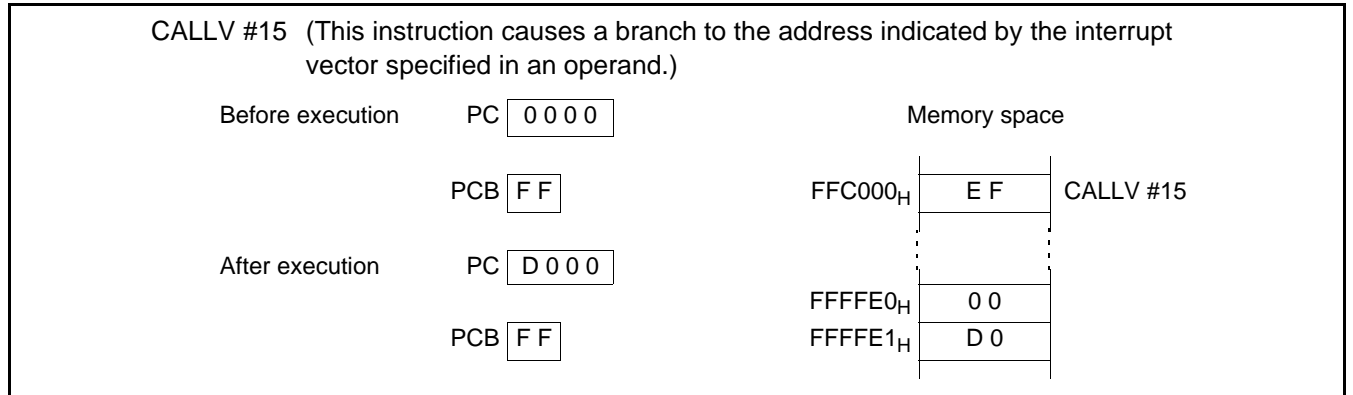 CALLV #15 (This instruction causes a branch to the address indicated by the interrupt
vector specified in an operand.)
Before execution PC 0 0 0 0 Memory space
PCB F F FFC000H E F CALLV #15
After execution PC D 0 0 0
FFFFE0H 0 0
PCB F F FFFFE1H D 0